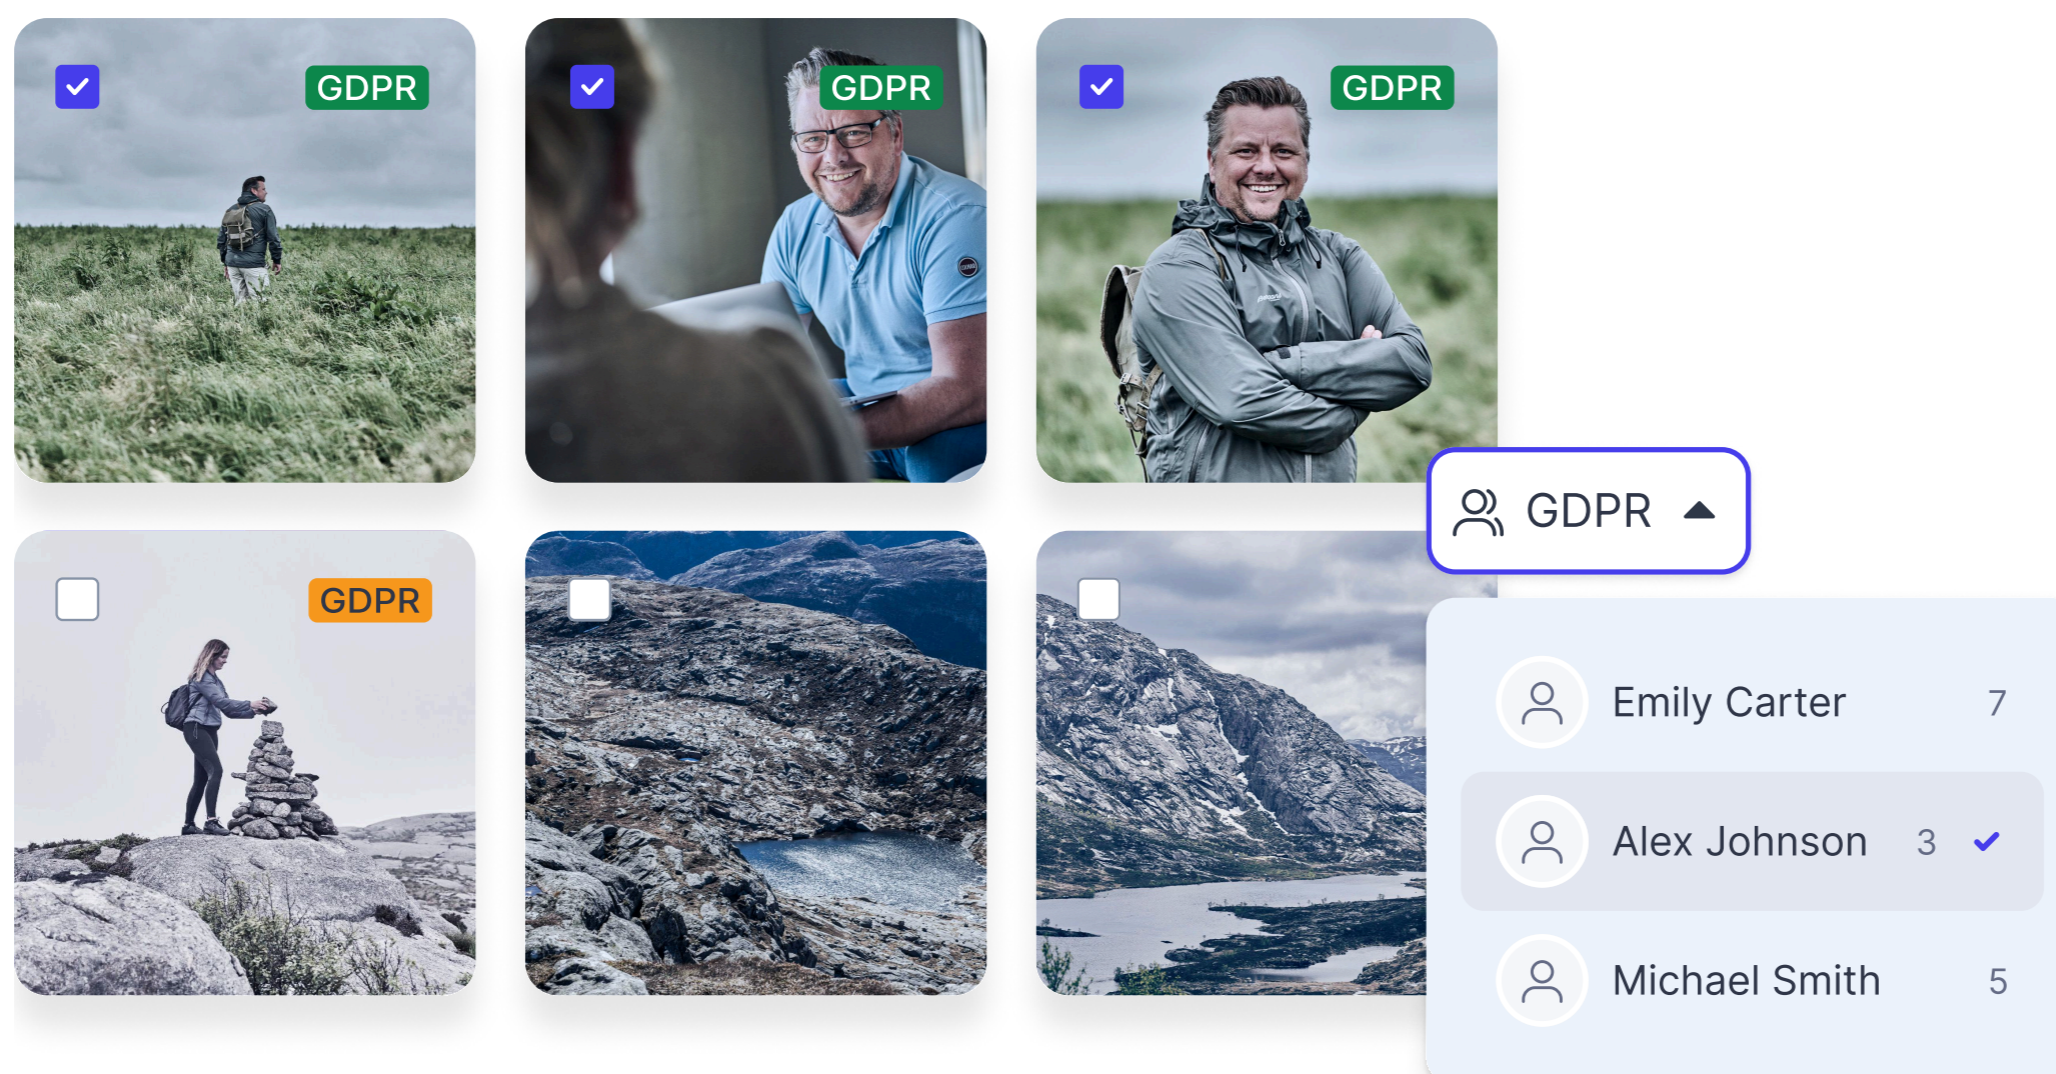 GDPR
GDPR
GDPR
GDPR
GDPR
Emily Carter 7
Alex Johnson 3
Michael Smith 5